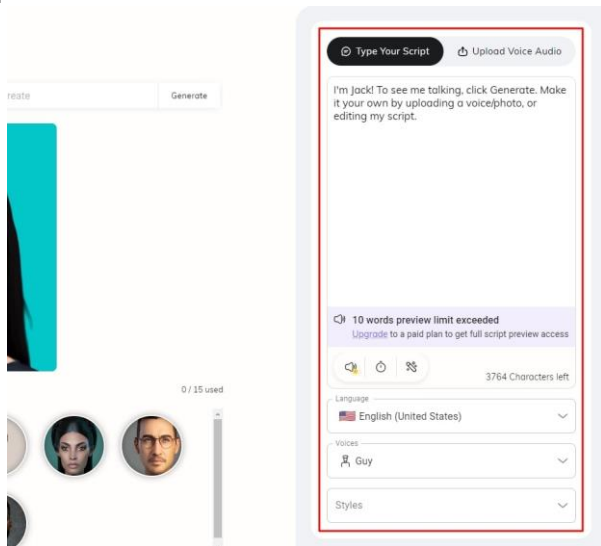 reate
Generate
0 / 15 used
Type Your Script
Upload Voice Audio
I'm Jack! To see me talking, click Generate. Make
it your own by uploading a voice/photo, or
editing my script.
10 words preview limit exceeded
Upgrade to a paid plan to get full script preview access
3764 Characters left
Language
English (United States)
Voices
Guy
Styles